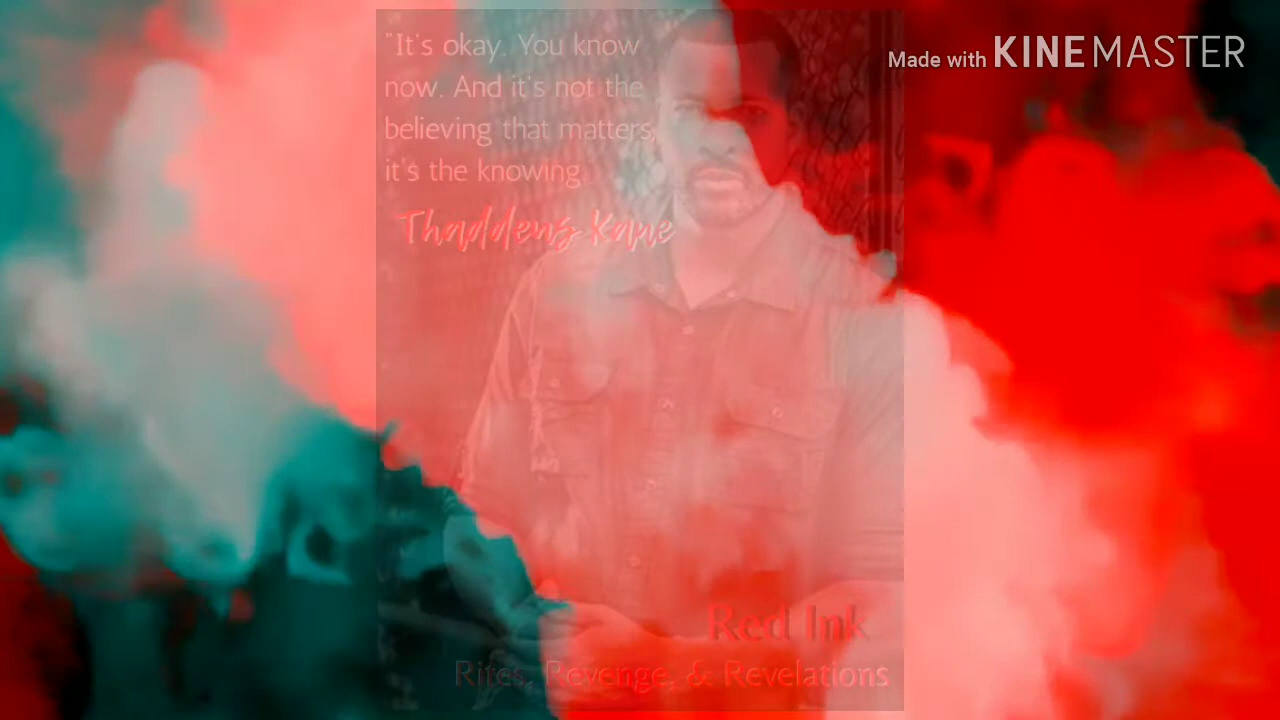 "It's okay. You know
now. And it's not the
believing that matters,
it's the knowing.
Thaddeus Kane
Red Ink
Rites, Revenge, & Revelations
Made with KINEMASTER